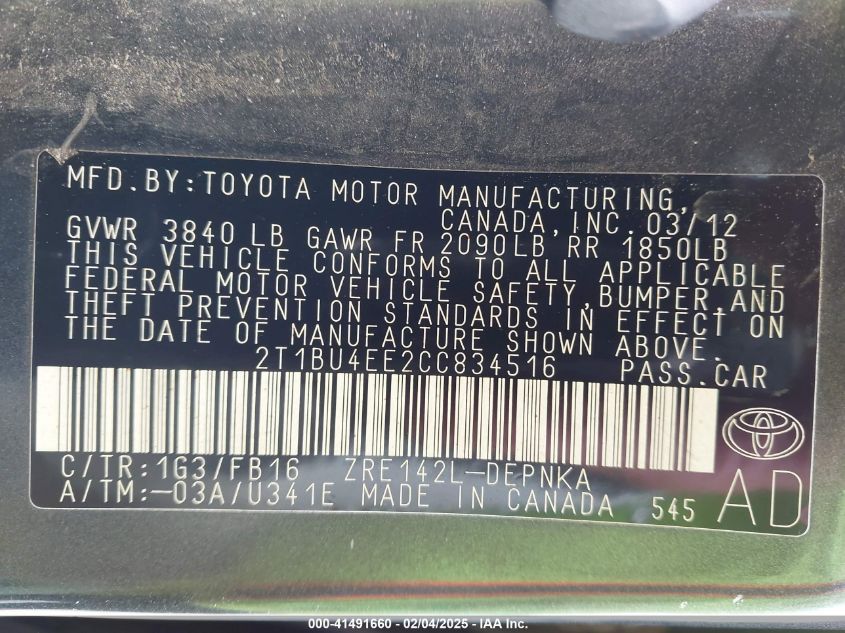 MFD.BY:TOYOTA MOTOR MANUFACTURING,
CANADA,INC. 03/12
GVWR 3840 LB GAWR FR 2090LB RR 1850LB
THIS VEHICLE CONFORMS TO ALL APPLICABLE
FEDERAL MOTOR VEHICLE SAFETY,BUMPER,AND
THEFT PREVENTION STANDARDS IN EFFECT ON
THE DATE OF MANUFACTURE SHOWN ABOVE.
2T1BU4EE2CC834516 PASS.CAR
C/TR:1G3/FB16 ZRE142L-DEPNKA
A/TM:-03A/U341E MADE IN CANADA 545 AD
000-41491660 - 02/04/2025 - IAA Inc.